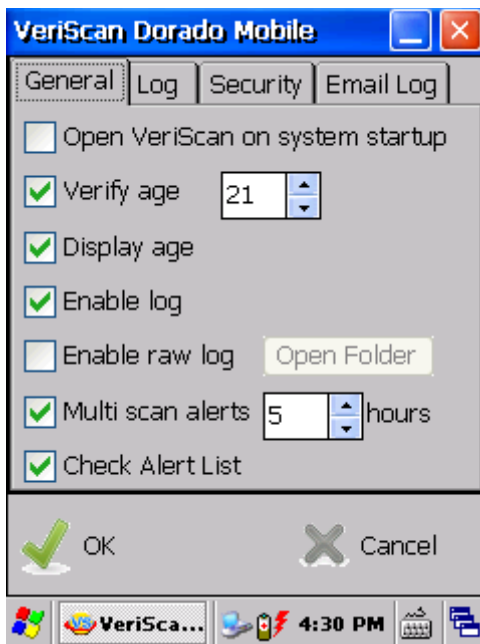 VeriScan Dorado Mobile
General Log Security Email Log
Open VeriScan on system startup
Verify age 21
Display age
Enable log
Enable raw log Open Folder
Multi scan alerts 5 hours
Check Alert List
OK Cancel
VS VeriSca... 4:30 PM